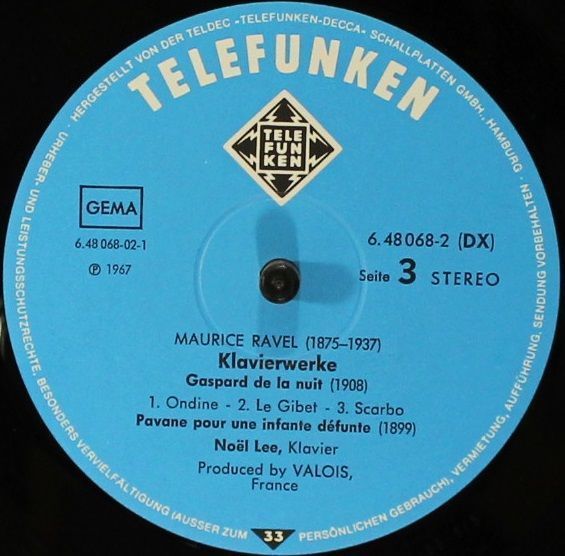 URHEBER- UND LEISTUNGSSCHUTZRECHTE, BESONDERS VERVIELFÄLTIGUNG (AUSSER ZUM PERSÖNLICHEN GEBRAUCH), VERMIETUNG, AUFFÜHRUNG, SENDUNG VORBEHALTEN · HERGESTELLT VON DER TELDEC »TELEFUNKEN-DECCA« SCHALLPLATTEN GMBH., HAMBURG ·
TELEFUNKEN
TELE
FUN
KEN
GEMA
6.48 068-02-1
℗ 1967
6.48068-2 (DX)
Seite 3 STEREO
MAURICE RAVEL (1875–1937)
Klavierwerke
Gaspard de la nuit (1908)
1. Ondine - 2. Le Gibet - 3. Scarbo
Pavane pour une infante défunte (1899)
Noël Lee, Klavier
Produced by VALOIS,
France
33